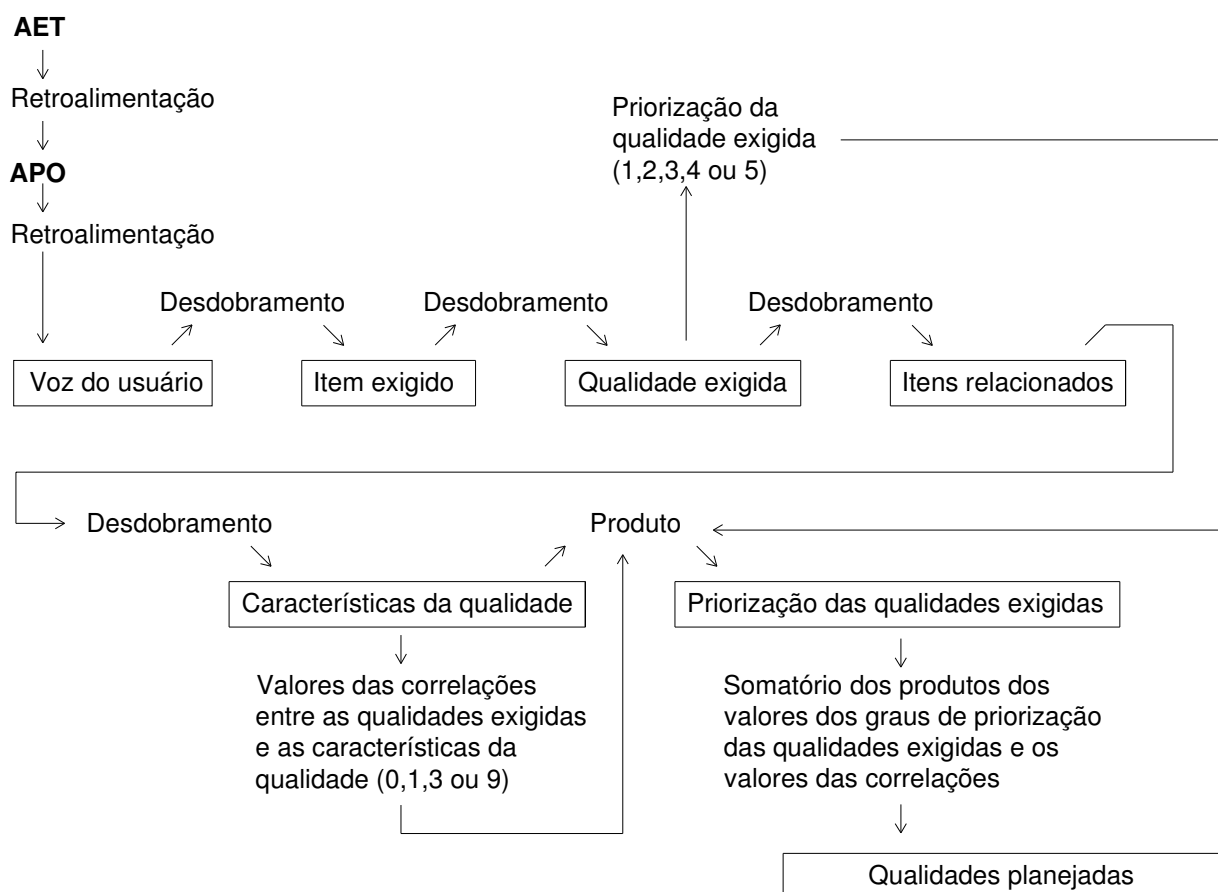 AET
Retroalimentação
APO
Retroalimentação
Priorização da
qualidade exigida
(1,2,3,4 ou 5)
Desdobramento
Desdobramento
Desdobramento
Voz do usuário
Item exigido
Qualidade exigida
Itens relacionados
Desdobramento
Produto
Características da qualidade
Priorização das qualidades exigidas
Valores das correlações
entre as qualidades exigidas
e as características da
qualidade (0,1,3 ou 9)
Somatório dos produtos dos
valores dos graus de priorização
das qualidades exigidas e os
valores das correlações
Qualidades planejadas